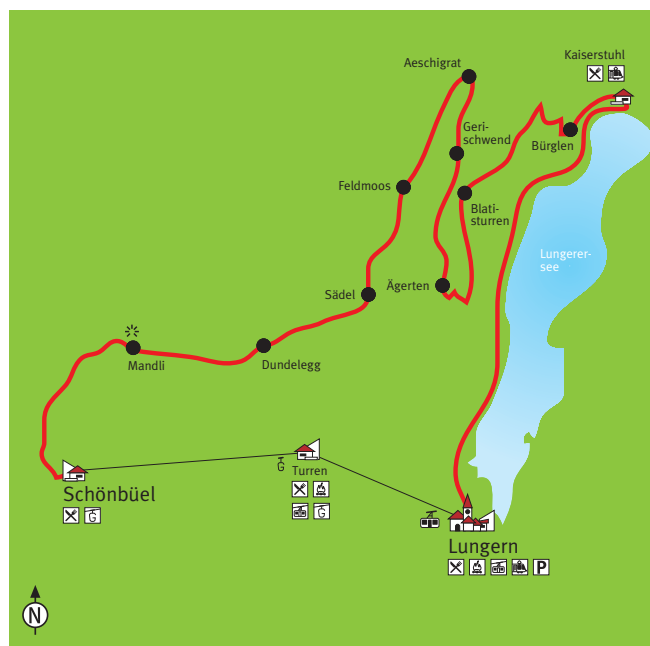 Kaiserstuhl
Aeschigrat
Geri-
schwend
Bürglen
Feldmoos
Blati-
sturren
Lungerer-
see
Ägerten
Sädel
Mandli
Dundelegg
G
Turren
G
Schönbüel
G
Lungern
P
N